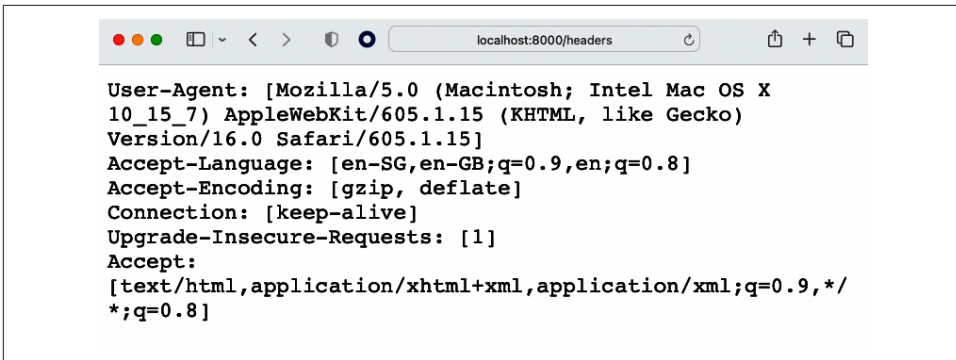 localhost:8000/headers
User-Agent: [Mozilla/5.0 (Macintosh; Intel Mac OS X
10_15_7) AppleWebKit/605.1.15 (KHTML, like Gecko)
Version/16.0 Safari/605.1.15]
Accept-Language: [en-SG,en-GB;q=0.9,en;q=0.8]
Accept-Encoding: [gzip, deflate]
Connection: [keep-alive]
Upgrade-Insecure-Requests: [1]
Accept:
[text/html,application/xhtml+xml,application/xml;q=0.9,*/
*;q=0.8]